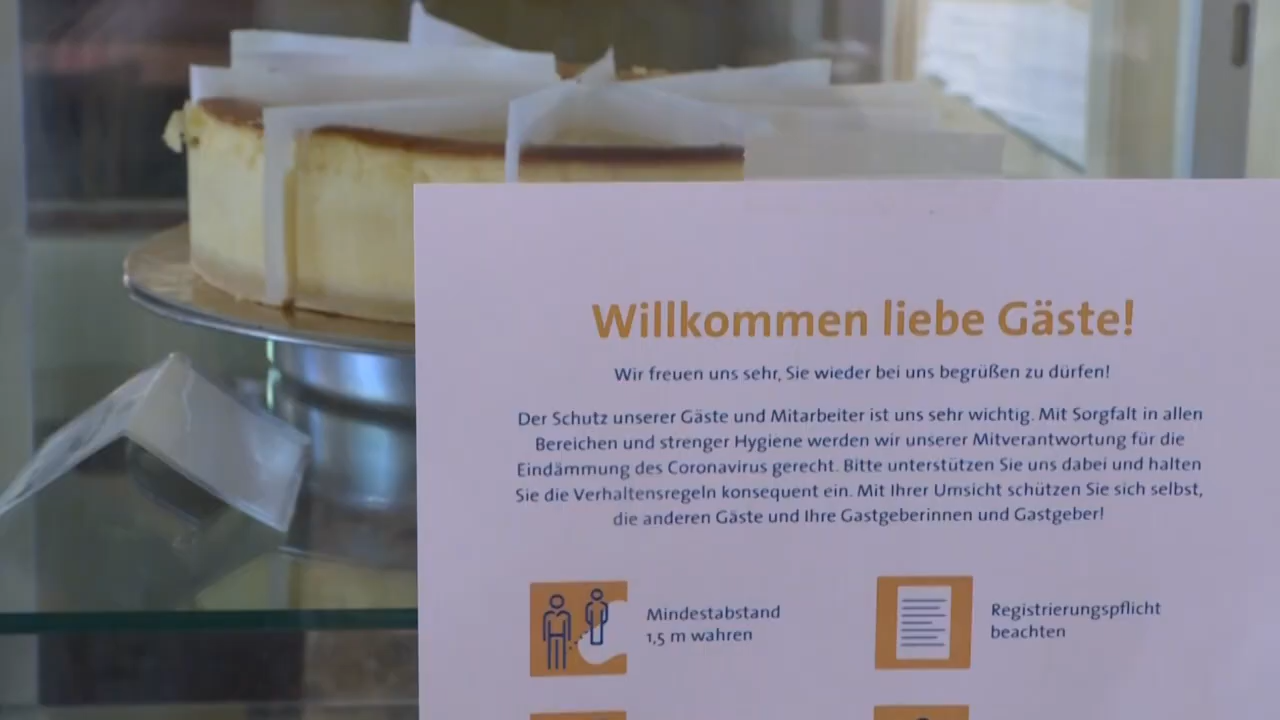 Willkommen liebe Gäste!
Wir freuen uns sehr, Sie wieder bei uns begrüßen zu dürfen!
Der Schutz unserer Gäste und Mitarbeiter ist uns sehr wichtig. Mit Sorgfalt in allen
Bereichen und strenger Hygiene werden wir unserer Mitverantwortung für die
Eindämmung des Coronavirus gerecht. Bitte unterstützen Sie uns dabei und halten
Sie die Verhaltensregeln konsequent ein. Mit Ihrer Umsicht schützen Sie sich selbst,
die anderen Gäste und Ihre Gastgeberinnen und Gastgeber!
Mindestabstand
1,5 m wahren
Registrierungspflicht
beachten